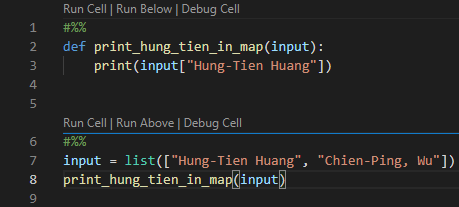 Run Cell | Run Below | Debug Cell
1 #%%
2 def print_hung_tien_in_map(input):
3     print(input["Hung-Tien Huang"])
4
5
Run Cell | Run Above | Debug Cell
6 #%%
7 input = list(["Hung-Tien Huang", "Chien-Ping, Wu"])
8 print_hung_tien_in_map(input)
9